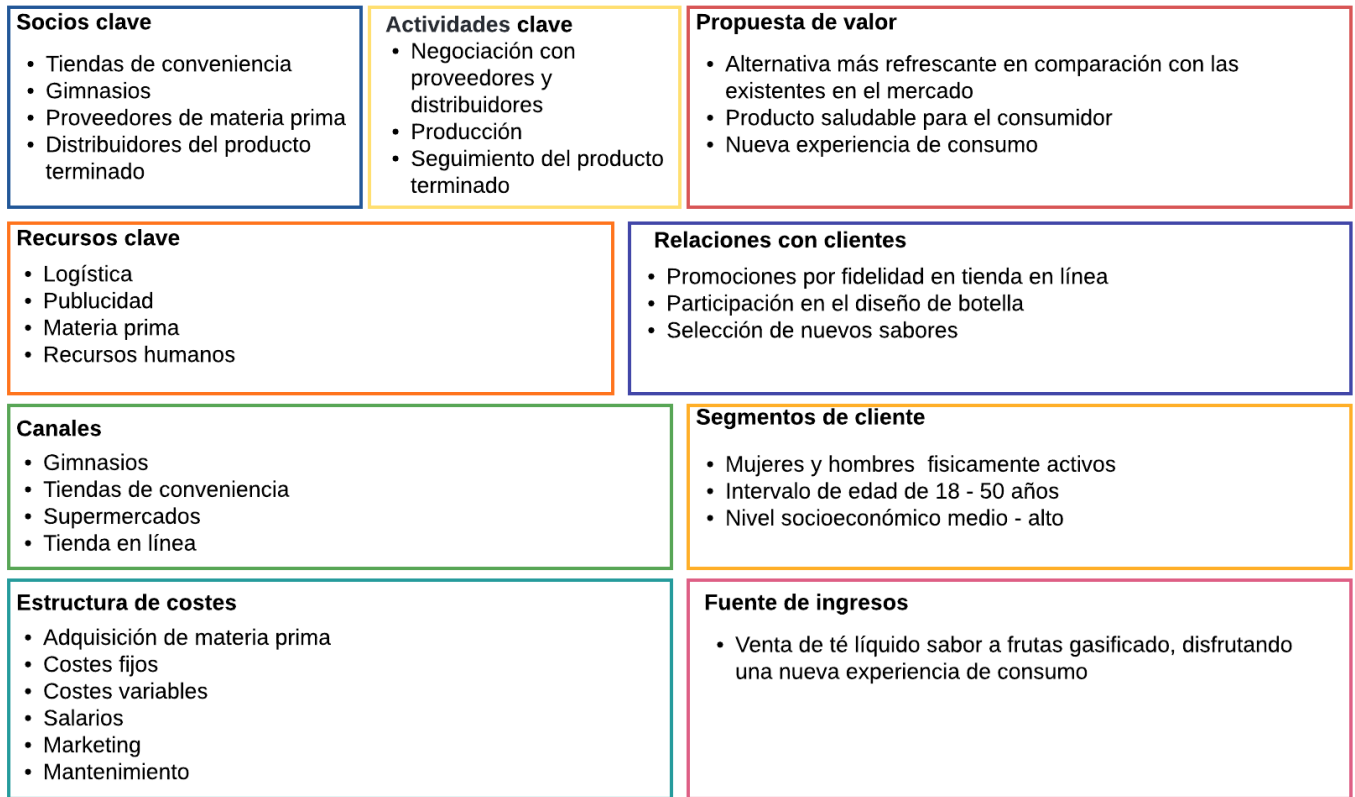 Socios clave
• Tiendas de conveniencia
• Gimnasios
• Proveedores de materia prima
• Distribuidores del producto
terminado
Actividades clave
• Negociación con
proveedores y
distribuidores
• Producción
• Seguimiento del producto
terminado
Propuesta de valor
• Alternativa más refrescante en comparación con las
existentes en el mercado
• Producto saludable para el consumidor
• Nueva experiencia de consumo
Recursos clave
• Logística
• Publucidad
• Materia prima
• Recursos humanos
Relaciones con clientes
• Promociones por fidelidad en tienda en línea
• Participación en el diseño de botella
• Selección de nuevos sabores
Canales
• Gimnasios
• Tiendas de conveniencia
• Supermercados
• Tienda en línea
Segmentos de cliente
• Mujeres y hombres  fisicamente activos
• Intervalo de edad de 18 - 50 años
• Nivel socioeconómico medio - alto
Estructura de costes
• Adquisición de materia prima
• Costes fijos
• Costes variables
• Salarios
• Marketing
• Mantenimiento
Fuente de ingresos
• Venta de té líquido sabor a frutas gasificado, disfrutando
una nueva experiencia de consumo